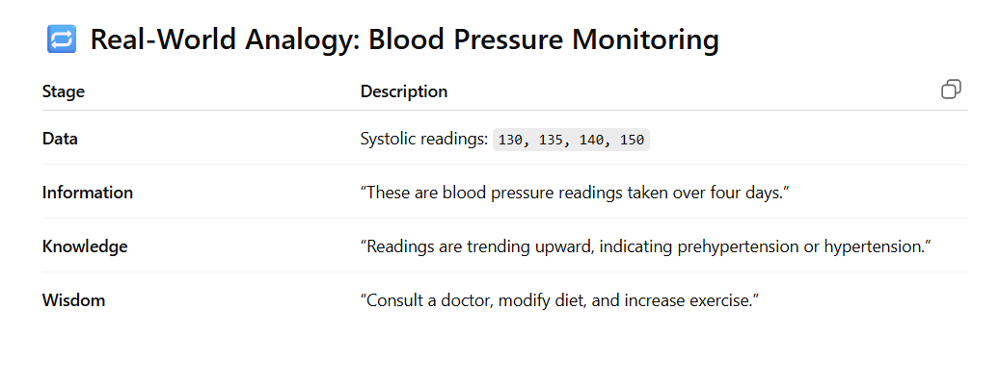 Real-World Analogy: Blood Pressure Monitoring
Stage Description
Data Systolic readings: 130, 135, 140, 150
Information “These are blood pressure readings taken over four days.”
Knowledge “Readings are trending upward, indicating prehypertension or hypertension.”
Wisdom “Consult a doctor, modify diet, and increase exercise.”